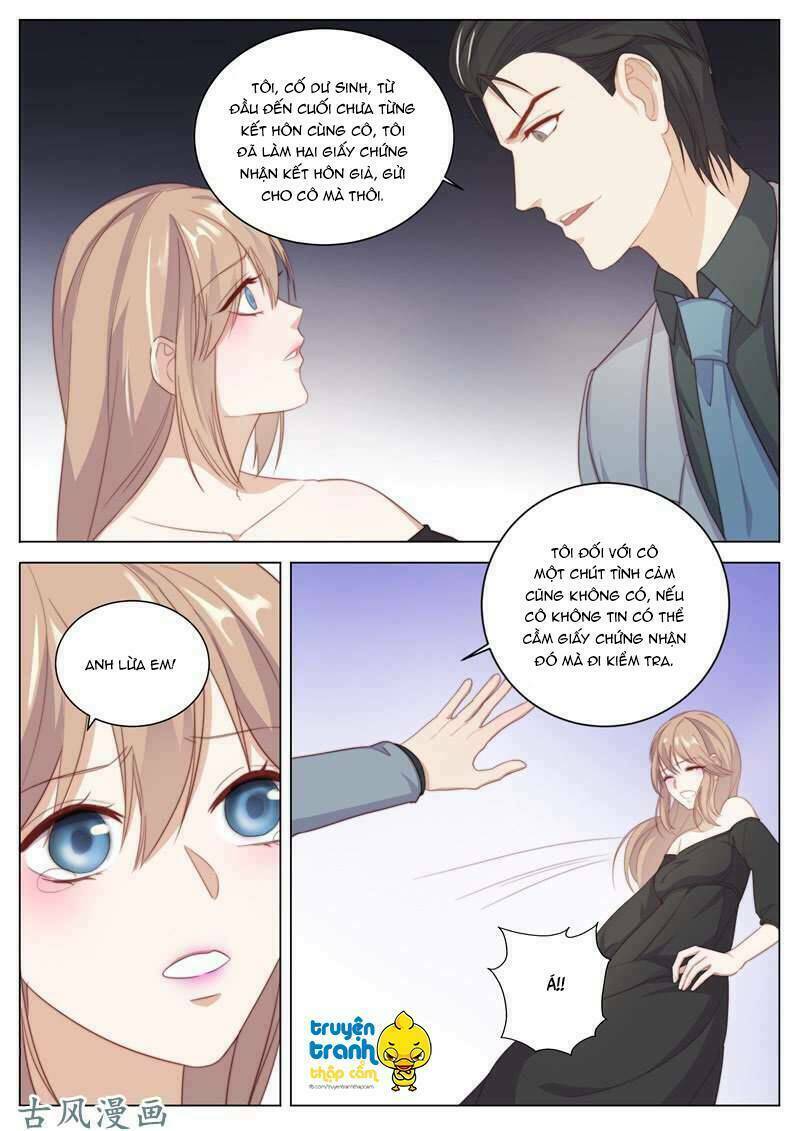 TÔI, CỐ DƯ SINH, TỪ
ĐẦU ĐẾN CUỐI CHƯA TỪNG
KẾT HÔN CÙNG CÔ, TÔI
ĐÃ LÀM HAI GIẤY CHỨNG
NHẬN KẾT HÔN GIẢ, GỬI
CHO CÔ MÀ THÔI.
ANH LỪA EM!
TÔI ĐỐI VỚI CÔ
MỘT CHÚT TÌNH CẢM
CŨNG KHÔNG CÓ, NẾU
CÔ KHÔNG TIN CÓ THỂ
CẦM GIẤY CHỨNG NHẬN
ĐÓ MÀ ĐI KIỂM TRA.
Á!!
truyện
tranh
thập cẩm
fb.com/truyentranhthapcam
古风漫画